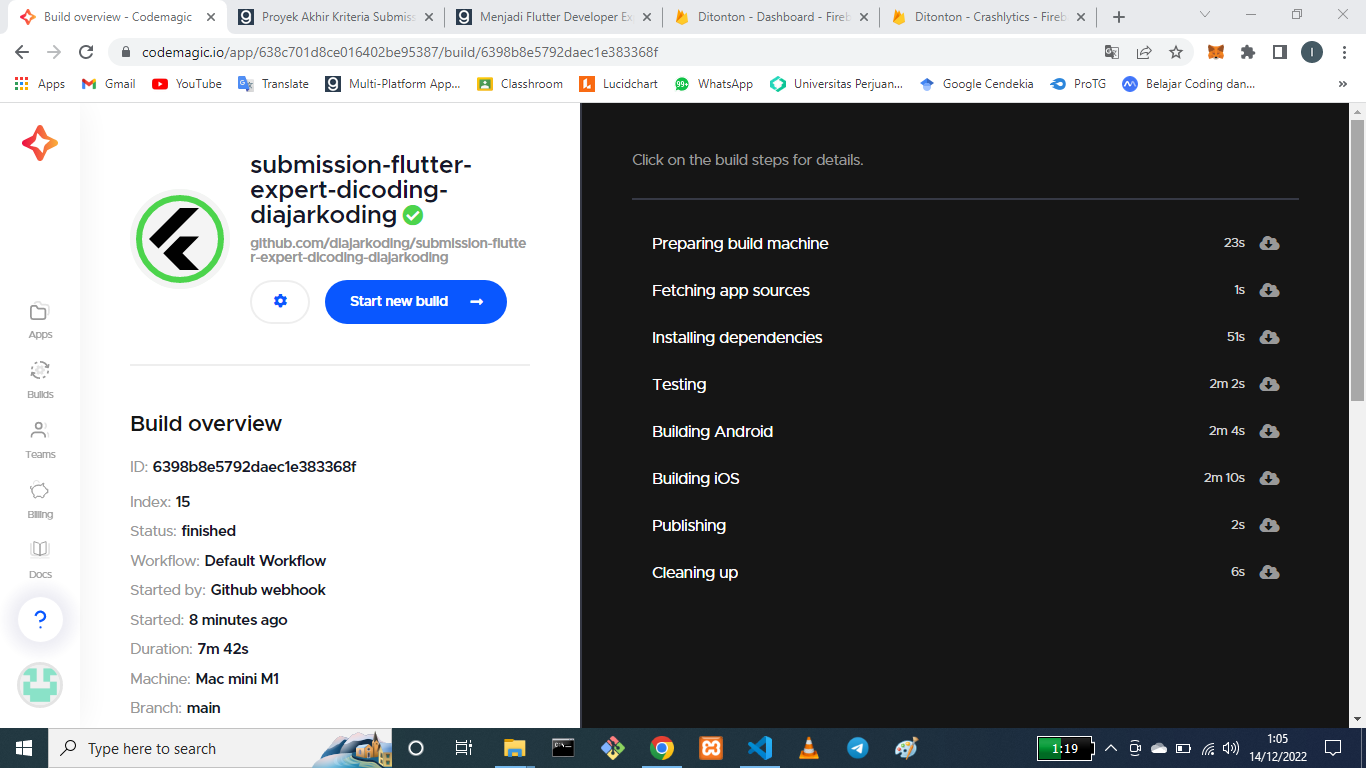 Build overview - Codemagic
Proyek Akhir Kriteria Submiss
Menjadi Flutter Developer Exp
Ditonton - Dashboard - Fireb
Ditonton - Crashlytics - Fireb
codemagic.io/app/638c701d8ce016402be95387/build/6398b8e5792daec1e383368f
I
Apps
Gmail
YouTube
Translate
Multi-Platform App...
Classhroom
Lucidchart
99+
WhatsApp
Universitas Perjuan...
Google Cendekia
ProTG
Belajar Coding dan...
»
submission-flutter-
expert-dicoding-
diajarkoding
github.com/diajarkoding/submission-flutte
r-expert-dicoding-diajarkoding
Start new build
Apps
Builds
Teams
Billing
Docs
?
Build overview
ID: 6398b8e5792daec1e383368f
Index: 15
Status: finished
Workflow: Default Workflow
Started by: Github webhook
Started: 8 minutes ago
Duration: 7m 42s
Machine: Mac mini M1
Branch: main
Click on the build steps for details.
Preparing build machine 23s
Fetching app sources 1s
Installing dependencies 51s
Testing 2m 2s
Building Android 2m 4s
Building iOS 2m 10s
Publishing 2s
Cleaning up 6s
Type here to search
1:19
1:05
14/12/2022